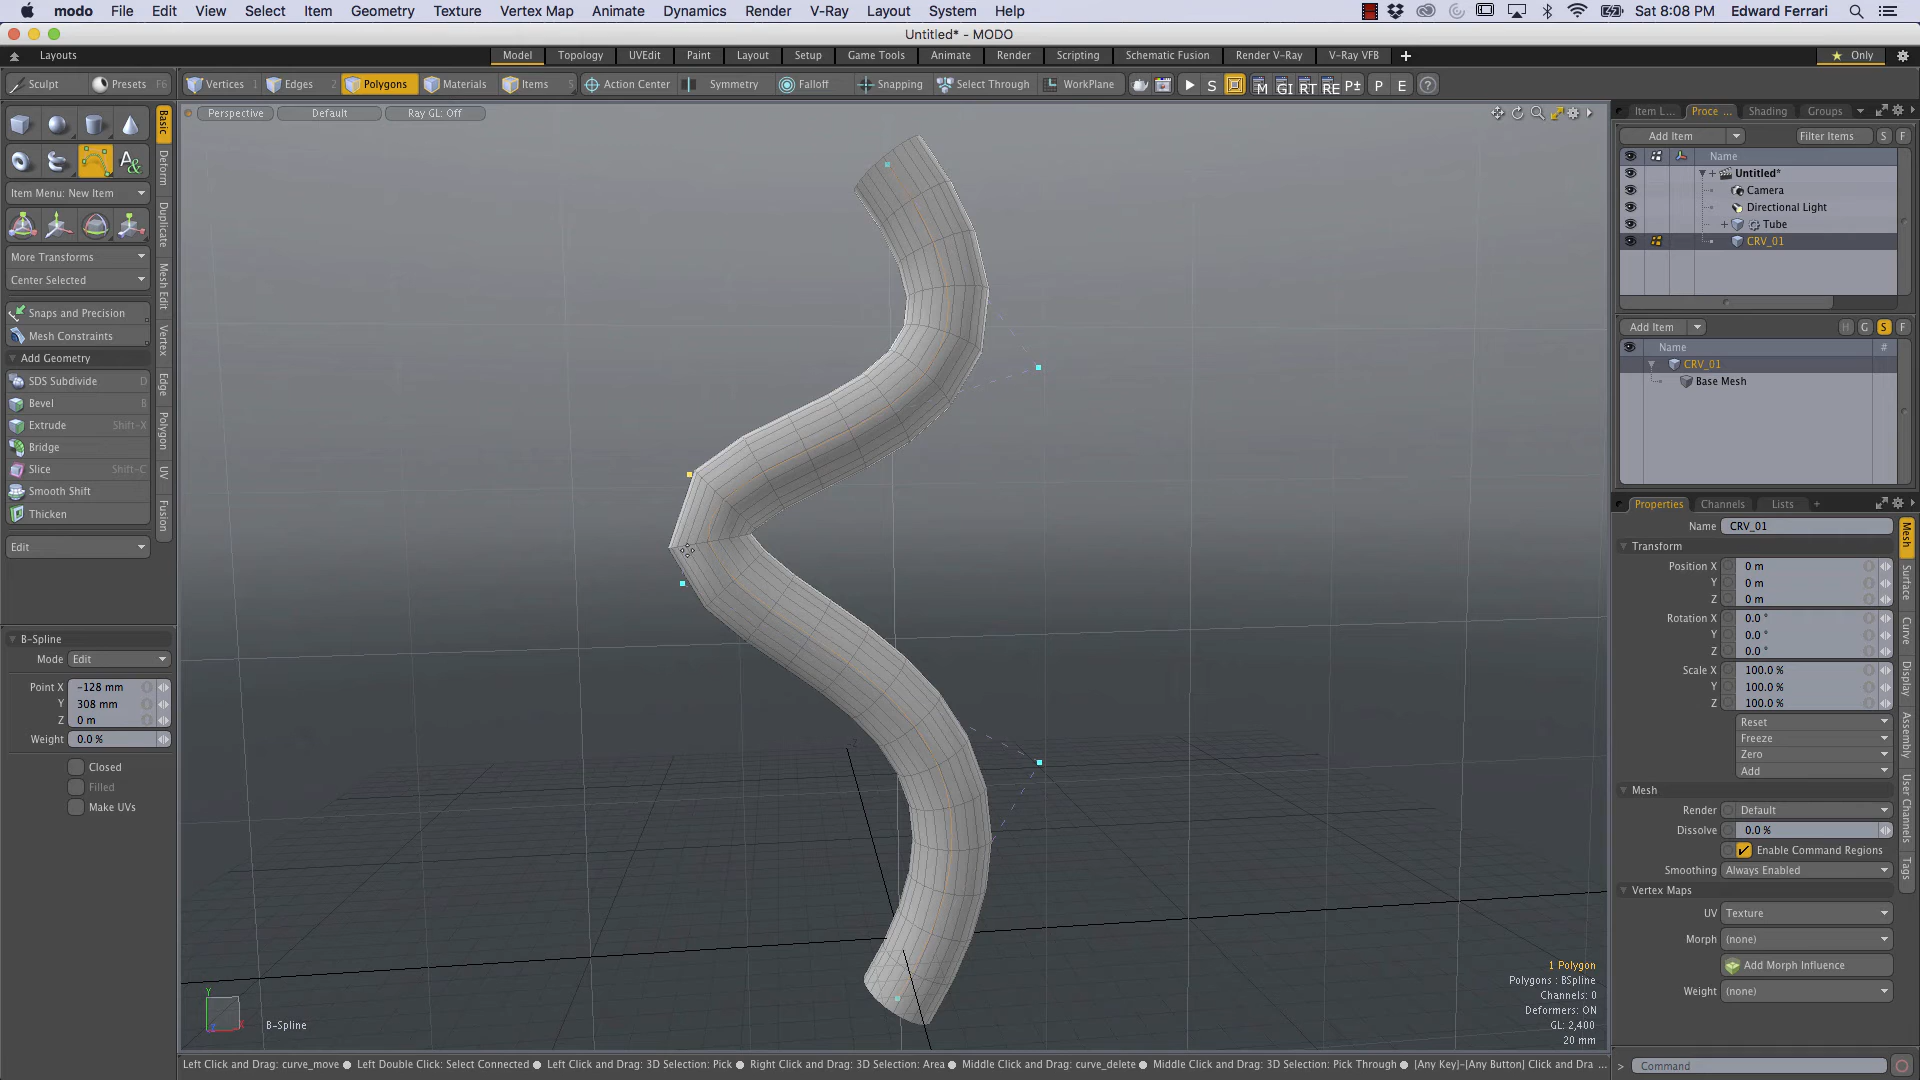 modo File Edit View Select Item Geometry Texture Vertex Map Animate Dynamics Render V-Ray Layout System Help Sat 8:08 PM Edward Ferrari
Untitled* - MODO
Layouts Model Topology UVEdit Paint Layout Setup Game Tools Animate Render Scripting Schematic Fusion Render V-Ray V-Ray VFB + Only
Sculpt Presets F6 Vertices 1 Edges 2 Polygons Materials 4 Items 5 Action Center Symmetry Falloff Snapping Select Through WorkPlane S M GI RT RE P± P E ?
Perspective Default Ray GL: Off
Item L... Proce ... Shading Groups
Add Item Filter Items S F
Name
Untitled*
Camera
Directional Light
Tube
CRV_01
Add Item H G S F
Name #
CRV_01
Base Mesh
Basic
Deform
Duplicate
Mesh Edit
Vertex
Edge
Polygon
UV
Fusion
A&
Item Menu: New Item
More Transforms
Center Selected
Snaps and Precision
Mesh Constraints
Add Geometry
SDS Subdivide D
Bevel B
Extrude Shift-X
Bridge
Slice Shift-C
Smooth Shift
Thicken
Edit
B-Spline
Mode Edit
Point X -128 mm
Y 308 mm
Z 0 m
Weight 0.0 %
Closed
Filled
Make UVs
Properties Channels Lists +
Name CRV_01
Transform
Position X 0 m
Y 0 m
Z 0 m
Rotation X 0.0 °
Y 0.0 °
Z 0.0 °
Scale X 100.0 %
Y 100.0 %
Z 100.0 %
Reset
Freeze
Zero
Add
Mesh
Render Default
Dissolve 0.0 %
Enable Command Regions
Smoothing Always Enabled
Vertex Maps
UV Texture
Morph (none)
Add Morph Influence
Weight (none)
Mesh
Surface
Curve
Display
Assembly
User Channels
Tags
1 Polygon
Polygons : BSpline
Channels: 0
Deformers: ON
GL: 2,400
20 mm
Y
Z X
B-Spline
Left Click and Drag: curve_move ● Left Double Click: Select Connected ● Left Click and Drag: 3D Selection: Pick ● Right Click and Drag: 3D Selection: Area ● Middle Click and Drag: curve_delete ● Middle Click and Drag: 3D Selection: Pick Through ● [Any Key]-[Any Button] Click and Dra ...
> Command